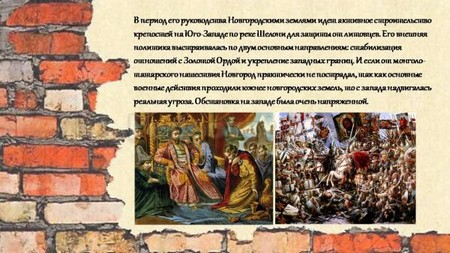 В период его руководства Новгородскими землями идет активное строительство
крепостей на Юго-Западе по реке Шелони для защиты он литовцев. Его внешняя
политика выстраивалась по двум основным направлениям: стабилизация
отношений с Золотой Ордой и укрепление западных границ. И если он монголо-
татарского нашествия Новгород практически не пострадал, так как основные
военные действия проходили южнее новгородских земель, то с запада надвигалась
реальная угроза. Обстановка на западе была очень напряженной.